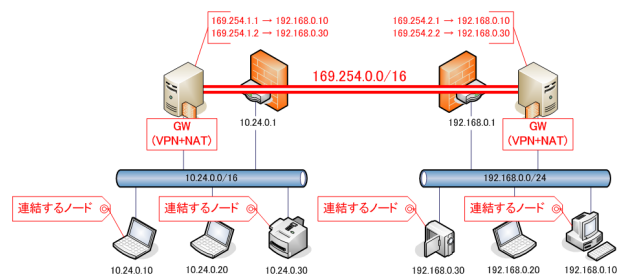 169.254.1.1 → 192.168.0.10
169.254.1.2 → 192.168.0.30
169.254.2.1 → 192.168.0.10
169.254.2.2 → 192.168.0.30
169.254.0.0/16
10.24.0.1
192.168.0.1
GW
(VPN+NAT)
GW
(VPN+NAT)
10.24.0.0/16
192.168.0.0/24
連結するノード
連結するノード
連結するノード
連結するノード
10.24.0.10
10.24.0.20
10.24.0.30
192.168.0.30
192.168.0.20
192.168.0.10